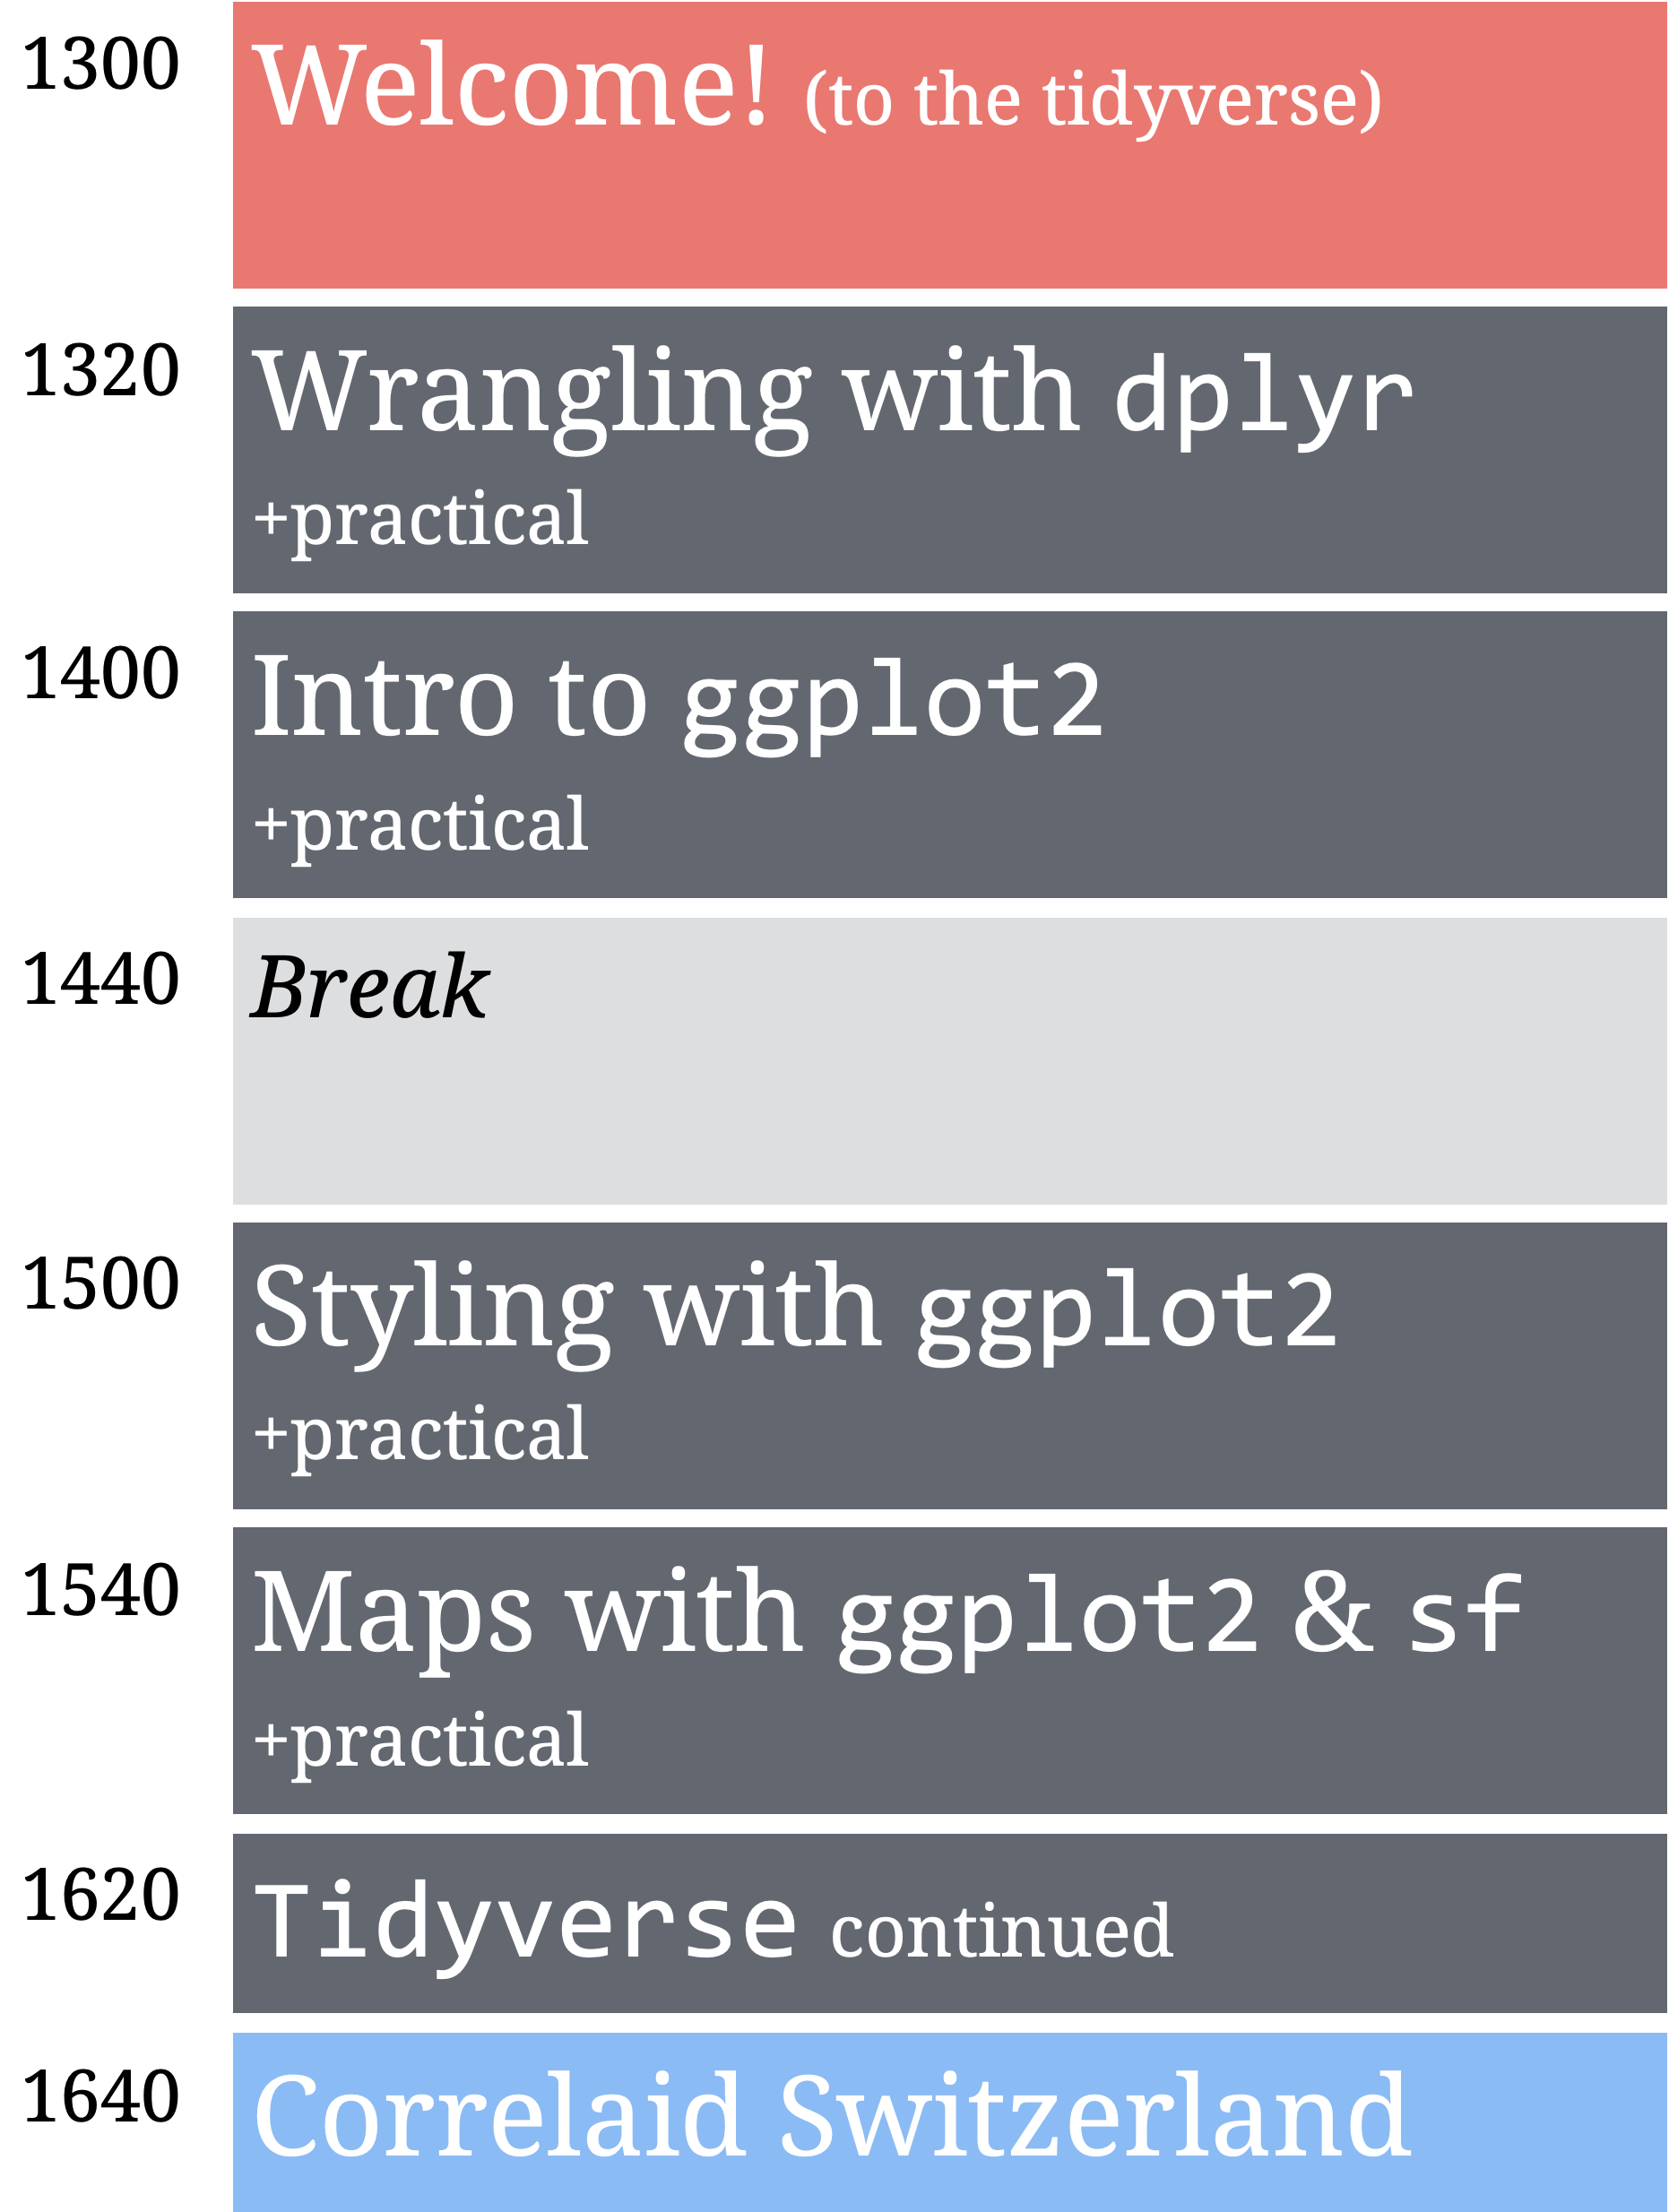 1300 Welcome! (to the tidyverse)
1320 Wrangling with dplyr
+practical
1400 Intro to ggplot2
+practical
1440 Break
1500 Styling with ggplot2
+practical
1540 Maps with ggplot2 & sf
+practical
1620 Tidyverse continued
1640 Correlaid Switzerland